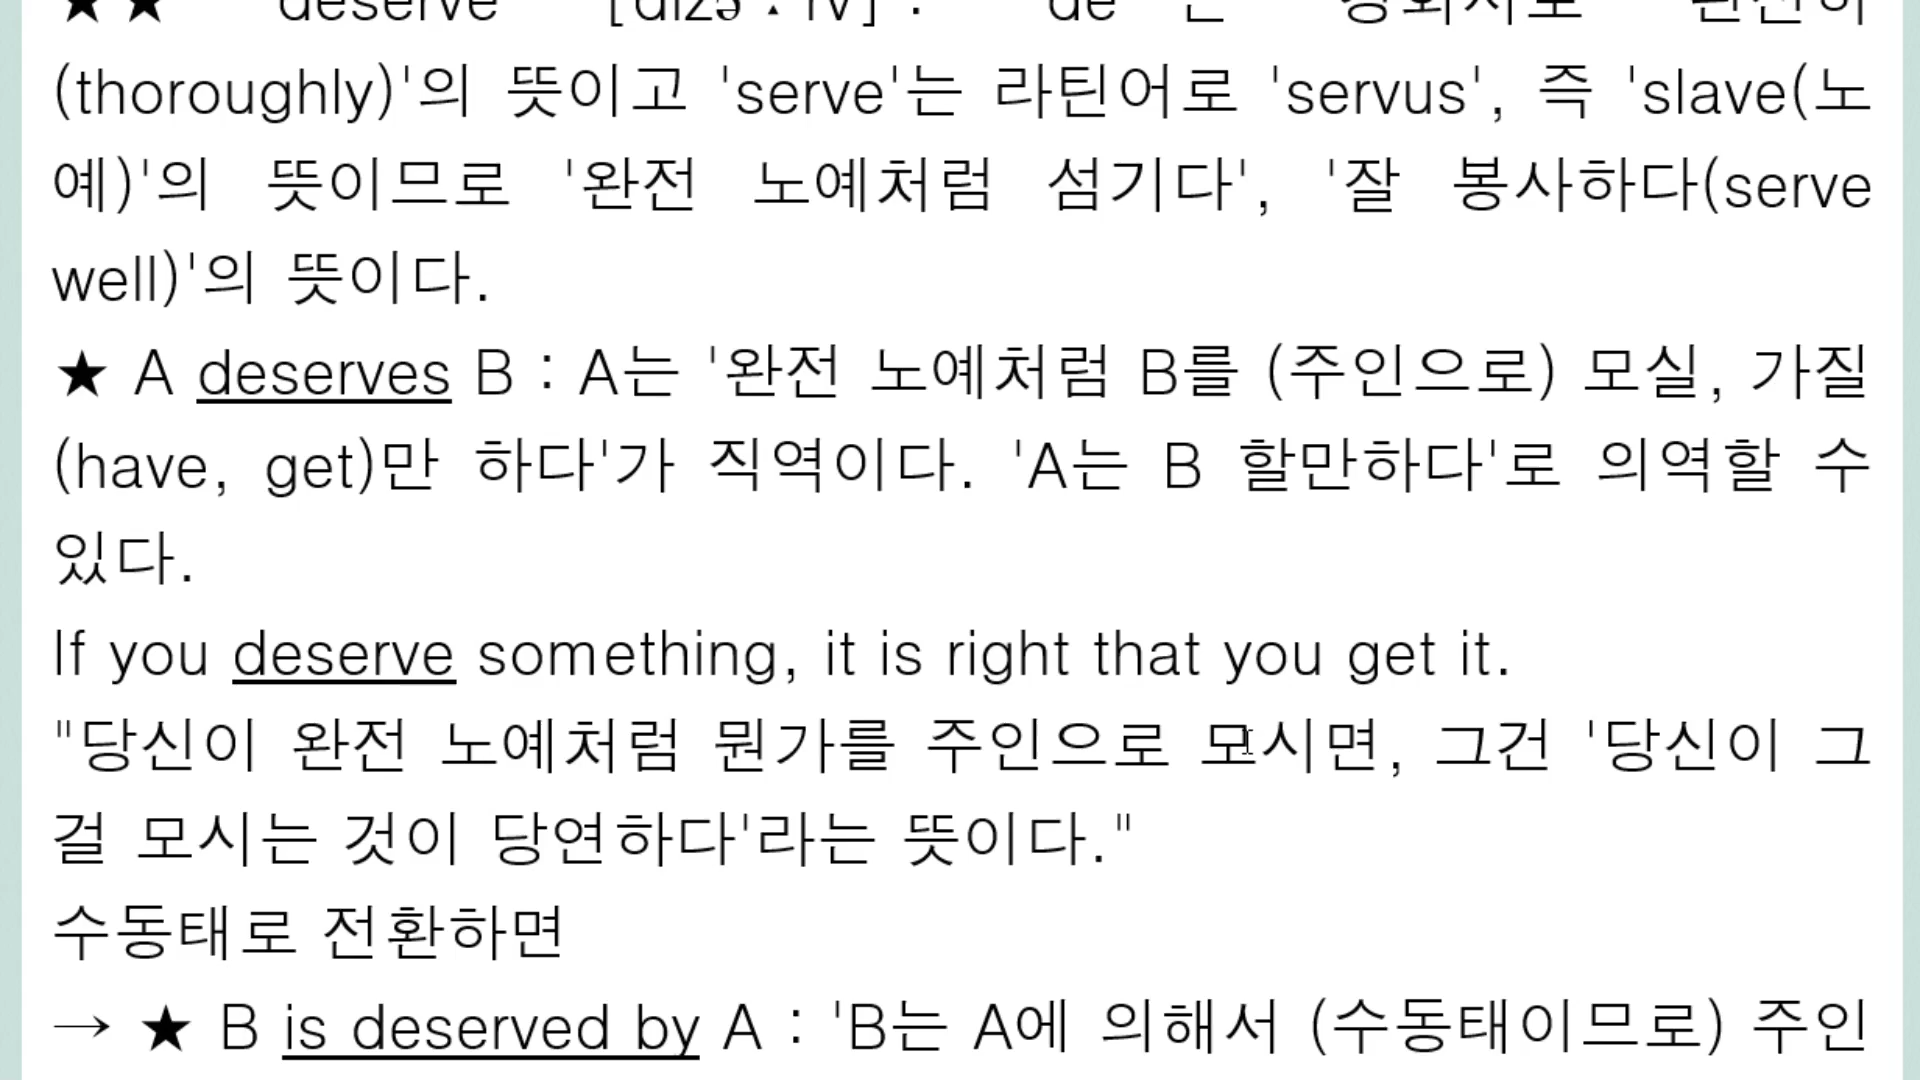 ★★ deserve
(thoroughly)'의 뜻이고 'serve'는 라틴어로 'servus', 즉 'slave(노
예)'의 뜻이므로 '완전 노예처럼 섬기다', '잘 봉사하다(serve
well)'의 뜻이다.
★ A deserves B : A는 '완전 노예처럼 B를 (주인으로) 모실, 가질
(have, get)만 하다'가 직역이다. 'A는 B 할만하다'로 의역할 수
있다.
If you deserve something, it is right that you get it.
"당신이 완전 노예처럼 뭔가를 주인으로 모시면, 그건 '당신이 그
걸 모시는 것이 당연하다'라는 뜻이다."
수동태로 전환하면
→ ★ B is deserved by A : 'B는 A에 의해서 (수동태이므로) 주인